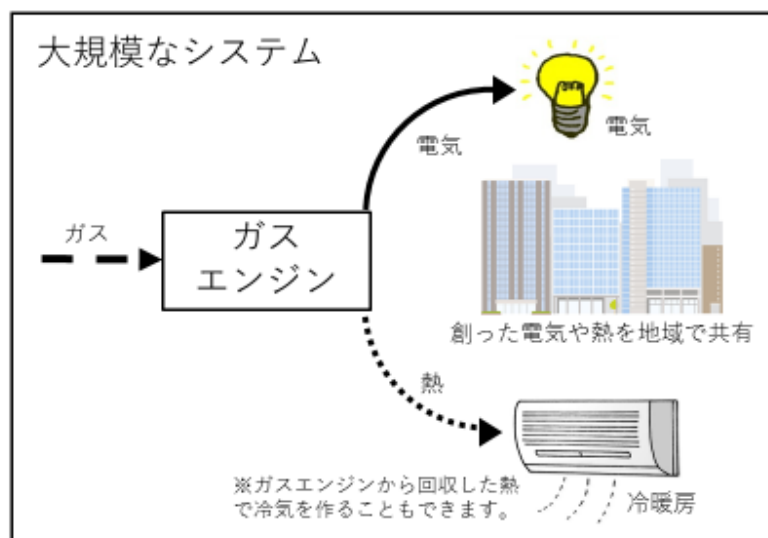 大規模なシステム
電気
電気
ガス
ガス
エンジン
創った電気や熱を地域で共有
熱
※ガスエンジンから回収した熱
で冷気を作ることもできます。
冷暖房